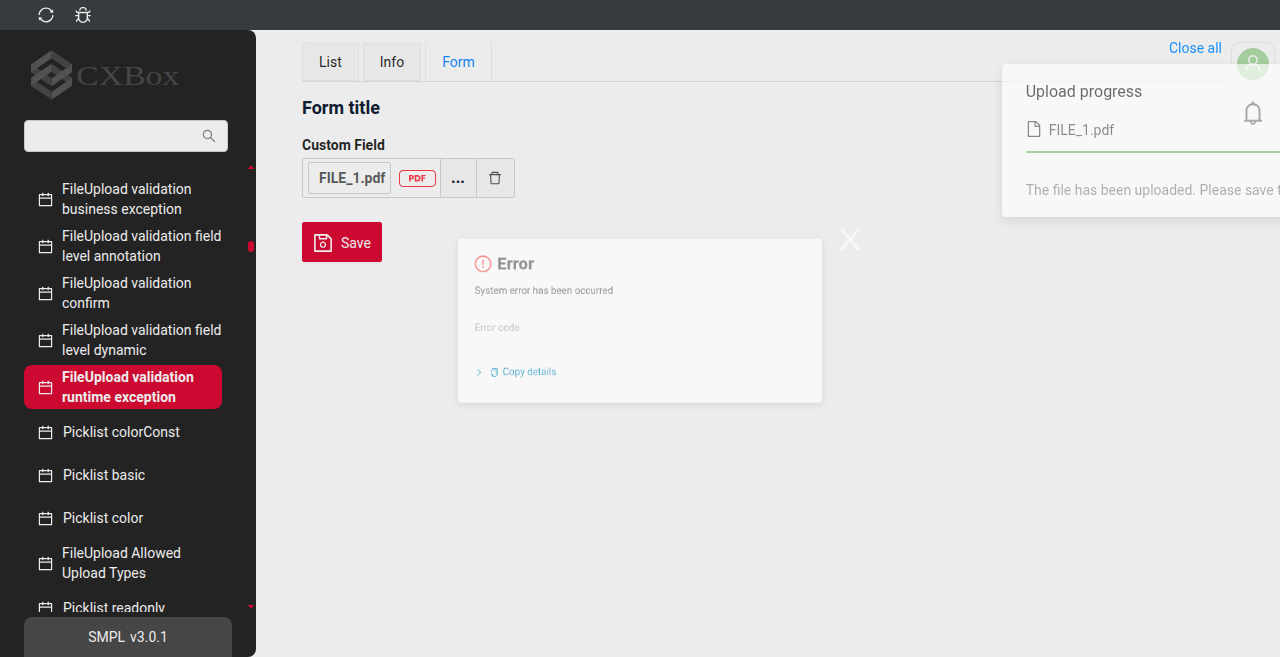 CXBox
FileUpload validation
business exception
FileUpload validation field
level annotation
FileUpload validation
confirm
FileUpload validation field
level dynamic
FileUpload validation
runtime exception
Picklist colorConst
Picklist basic
Picklist color
FileUpload Allowed
Upload Types
Picklist readonly
SMPL v3.0.1
List
Info
Form
Form title
Custom Field
FILE_1.pdf
PDF
...
Save
Error
System error has been occurred
Error code
Copy details
Close all
Upload progress
FILE_1.pdf
The file has been uploaded. Please save